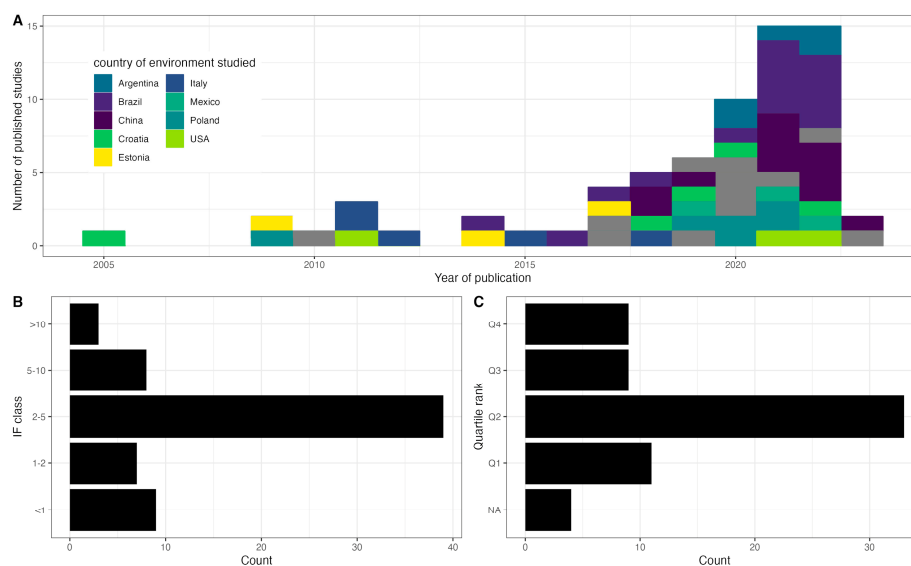 A
Number of published studies
15
10
5
0
country of environment studied
Argentina Italy
Brazil Mexico
China Poland
Croatia USA
Estonia
2005 2010 2015 2020
Year of publication
B
IF class
>10
5-10
2-5
1-2
<1
0 10 20 30 40
Count
C
Quartile rank
Q4
Q3
Q2
Q1
NA
0 10 20 30
Count